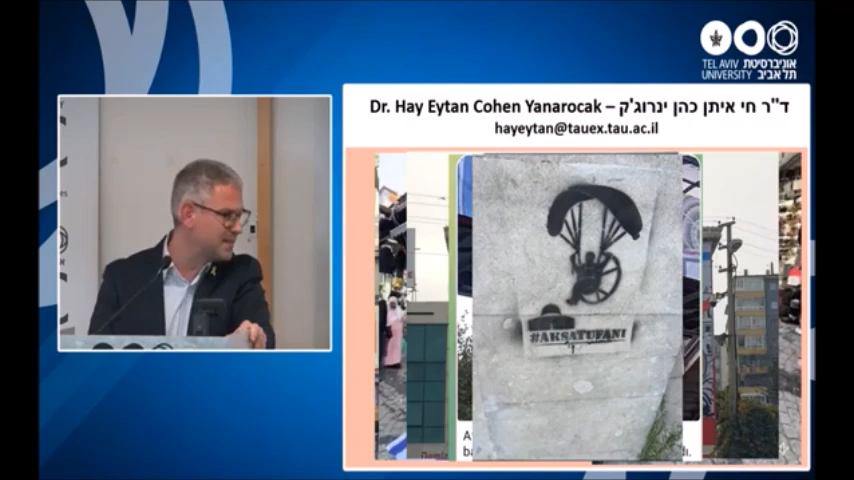 TEL AVIV אוניברסיטת
UNIVERSITY תל אביב
Dr. Hay Eytan Cohen Yanarocak – ד"ר חי איתן כהן ינרוג'ק
hayeytan@tauex.tau.ac.il
#AKSATUFANI